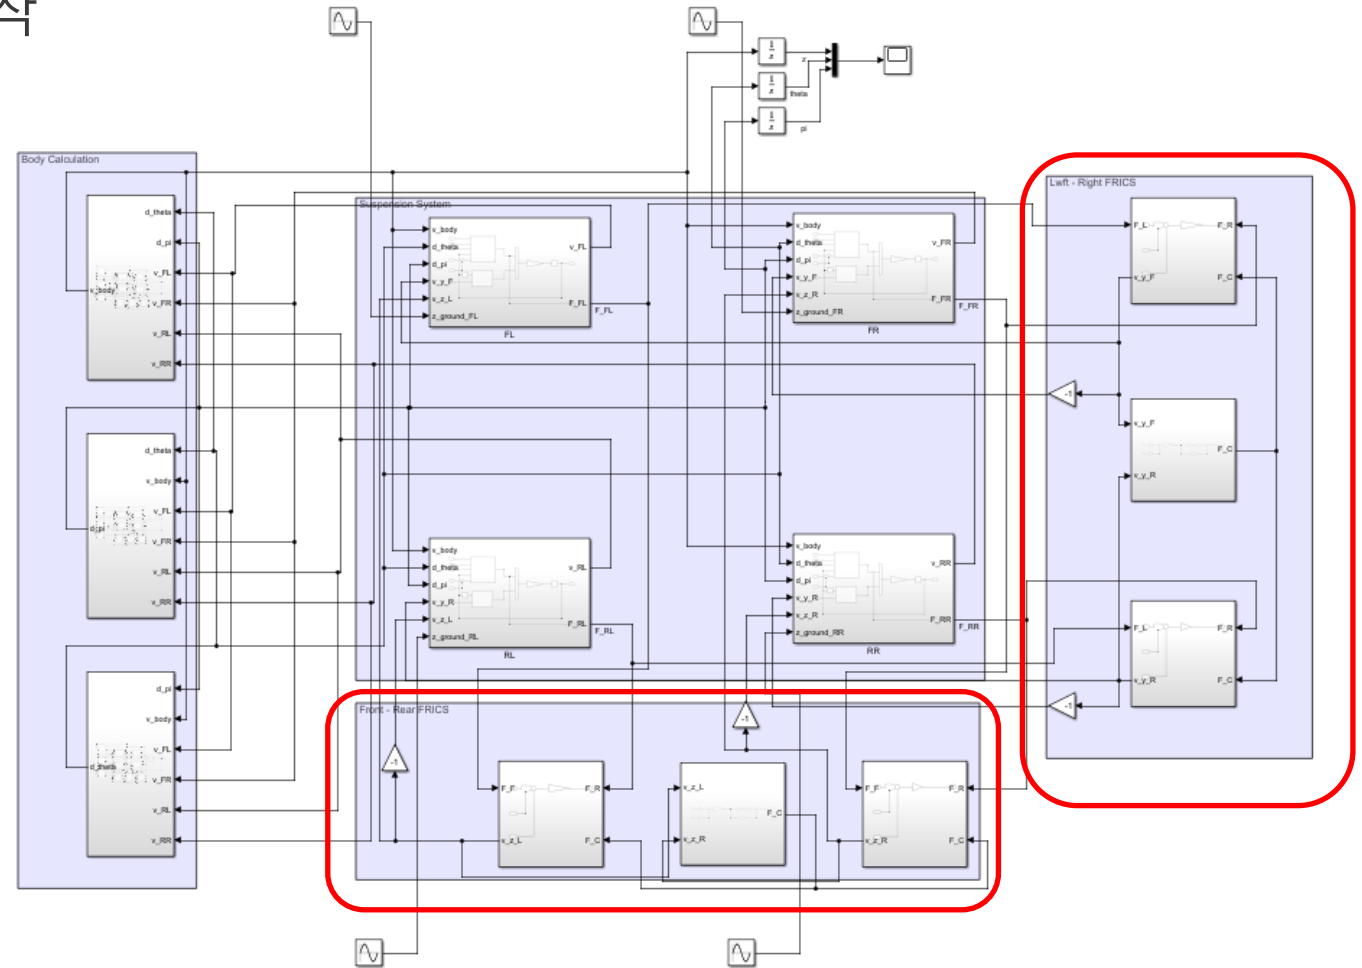 작
z
theta
pi
Body Calculation
d_theta
d_pi
v_FL
v_body
v_FR
v_RL
v_RR
d_theta
v_body
v_FL
d_pi
v_FR
v_RL
v_RR
d_pi
v_body
v_FL
d_theta
v_FR
v_RL
v_RR
Suspension System
v_body
d_theta
d_pi
v_y_F
v_z_L
z_ground_FL
v_FL
F_FL
F_FL
FL
v_body
d_theta
d_pi
v_y_F
v_z_R
z_ground_FR
v_FR
F_FR
F_FR
FR
v_body
d_theta
d_pi
v_y_R
v_z_L
z_ground_RL
v_RL
F_RL
F_RL
RL
v_body
d_theta
d_pi
v_y_R
v_z_R
z_ground_RR
v_RR
F_RR
F_RR
RR
Lwft - Right FRICS
F_L
F_R
v_y_F
F_C
-1
v_y_F
F_C
v_y_R
F_L
F_R
v_y_R
F_C
-1
Front - Rear FRICS
-1
-1
F_F
F_R
v_z_L
F_C
v_z_L
F_C
v_z_R
F_F
F_R
v_z_R
F_C